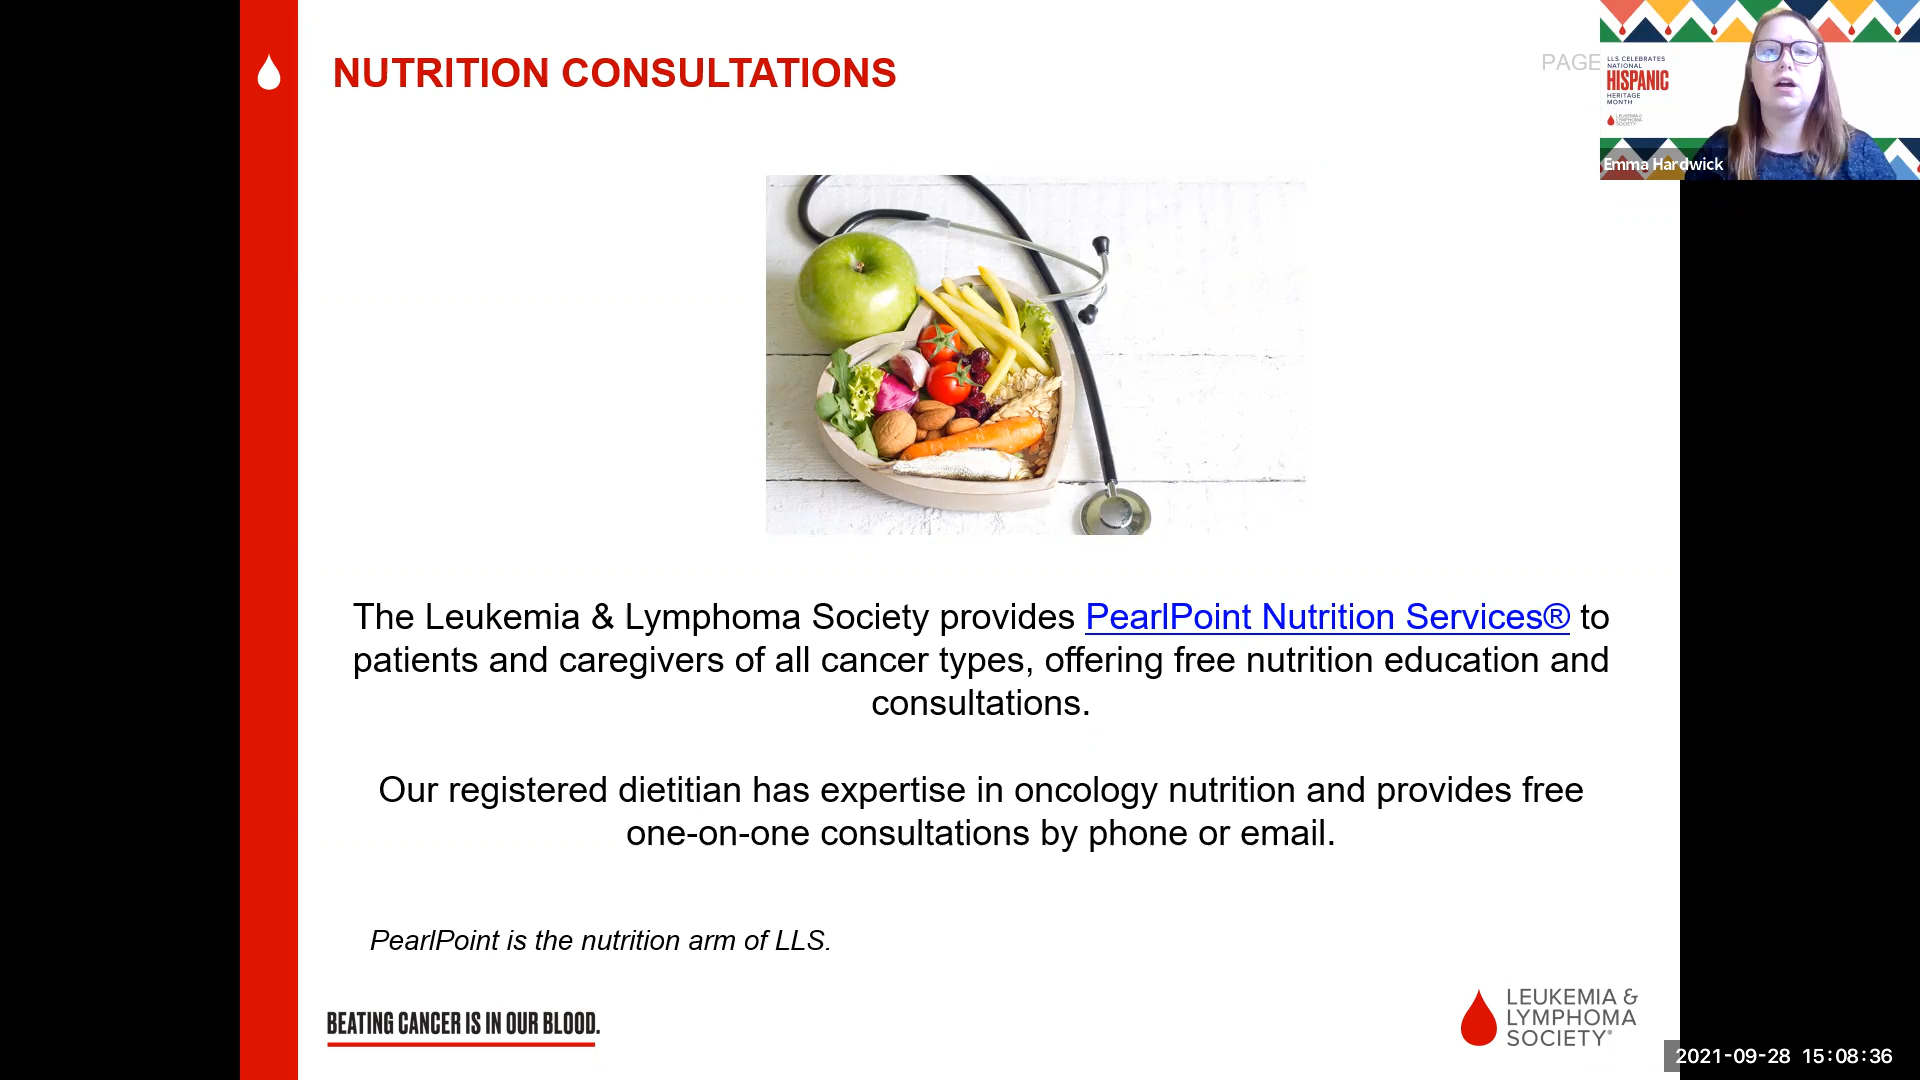 NUTRITION CONSULTATIONS
PAGE
LLS CELEBRATES
NATIONAL
HISPANIC
HERITAGE
MONTH
LEUKEMIA &
LYMPHOMA
SOCIETY
Emma Hardwick
The Leukemia & Lymphoma Society provides PearlPoint Nutrition Services® to
patients and caregivers of all cancer types, offering free nutrition education and
consultations.
Our registered dietitian has expertise in oncology nutrition and provides free
one-on-one consultations by phone or email.
PearlPoint is the nutrition arm of LLS.
BEATING CANCER IS IN OUR BLOOD.
LEUKEMIA &
LYMPHOMA
SOCIETY®
2021-09-28 15:08:36